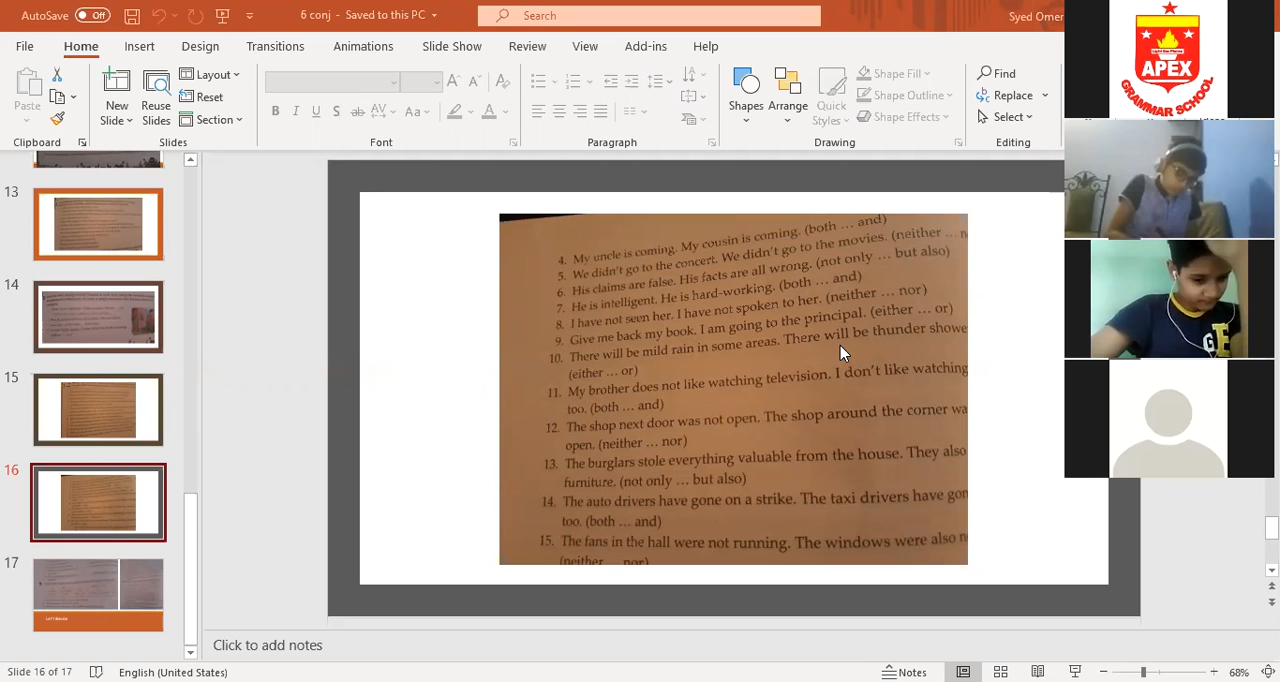 AutoSave Off 6 conj - Saved to this PC Search Syed Omer
File Home Insert Design Transitions Animations Slide Show Review View Add-ins Help
Paste New Slide Reuse Slides Layout Reset Section
B I U S ab AV Aa A
Shapes Arrange Quick Styles Shape Fill Shape Outline Shape Effects
Find Replace Select
Clipboard Slides Font Paragraph Drawing Editing
APEX
GRAMMAR SCHOOL
13
14
15
16
17
4. My uncle is coming. My cousin is coming. (both ... and)
5. We didn't go to the concert. We didn't go to the movies. (neither ... n
6. His claims are false. His facts are all wrong. (not only ... but also)
7. He is intelligent. He is hard-working. (both ... and)
8. I have not seen her. I have not spoken to her. (neither ... nor)
9. Give me back my book. I am going to the principal. (either ... or)
10. There will be mild rain in some areas. There will be thunder showe
(either ... or)
11. My brother does not like watching television. I don't like watching
too. (both ... and)
12. The shop next door was not open. The shop around the corner wa
open. (neither ... nor)
13. The burglars stole everything valuable from the house. They also
furniture. (not only ... but also)
14. The auto drivers have gone on a strike. The taxi drivers have gon
too. (both ... and)
15. The fans in the hall were not running. The windows were also n
(neither ... nor)
Click to add notes
Slide 16 of 17 English (United States) Notes 68%